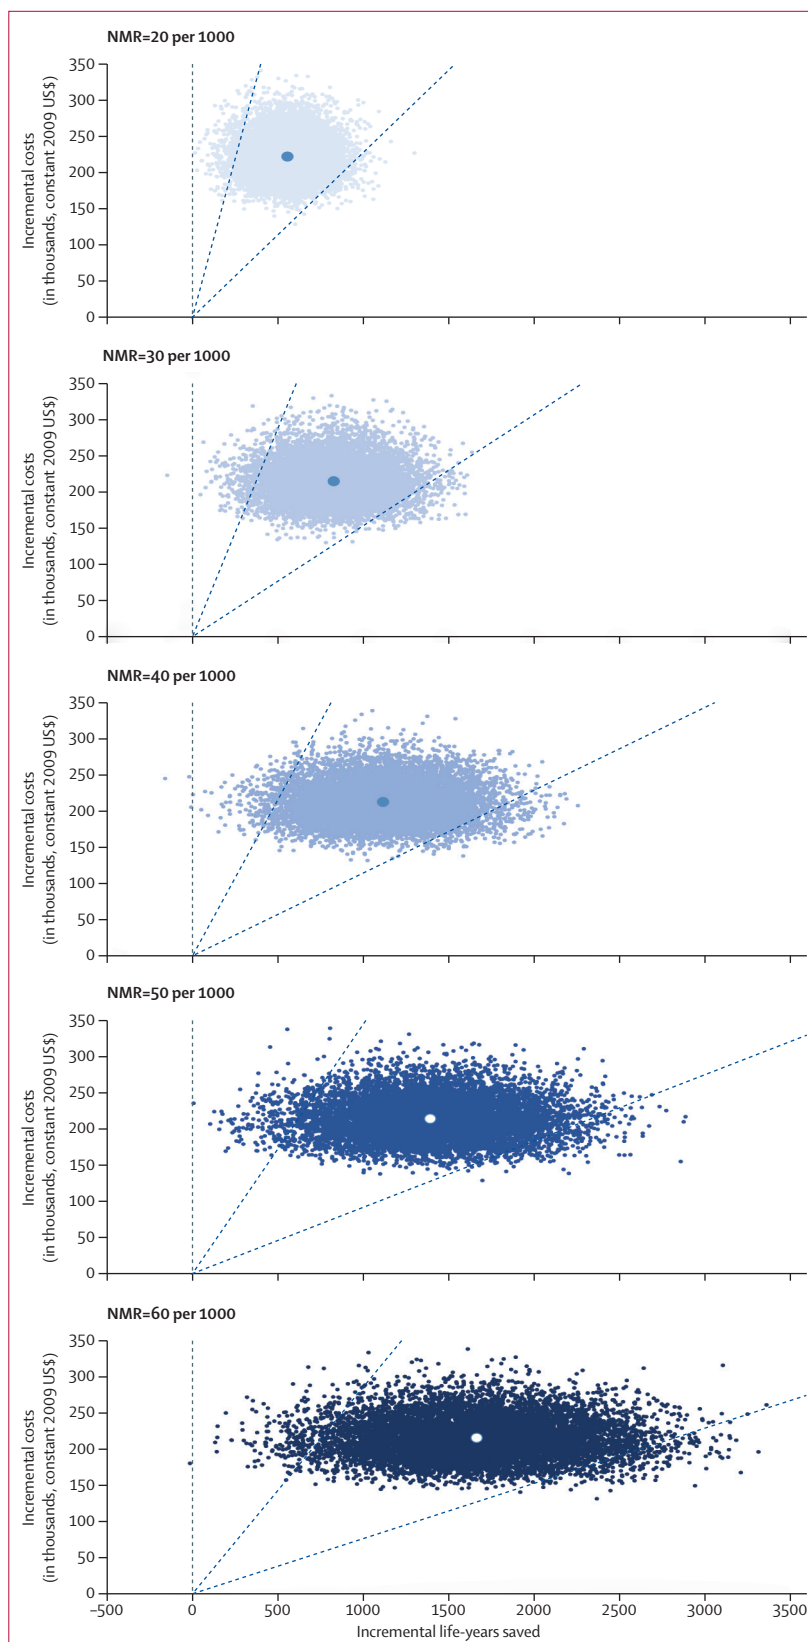 NMR=20 per 1000
Incremental costs
(in thousands, constant 2009 US$)
350
300
250
200
150
100
50
0
NMR=30 per 1000
Incremental costs
(in thousands, constant 2009 US$)
350
300
250
200
150
100
50
0
NMR=40 per 1000
Incremental costs
(in thousands, constant 2009 US$)
350
300
250
200
150
100
50
0
NMR=50 per 1000
Incremental costs
(in thousands, constant 2009 US$)
350
300
250
200
150
100
50
0
NMR=60 per 1000
Incremental costs
(in thousands, constant 2009 US$)
350
300
250
200
150
100
50
0
–500 0 500 1000 1500 2000 2500 3000 3500
Incremental life-years saved